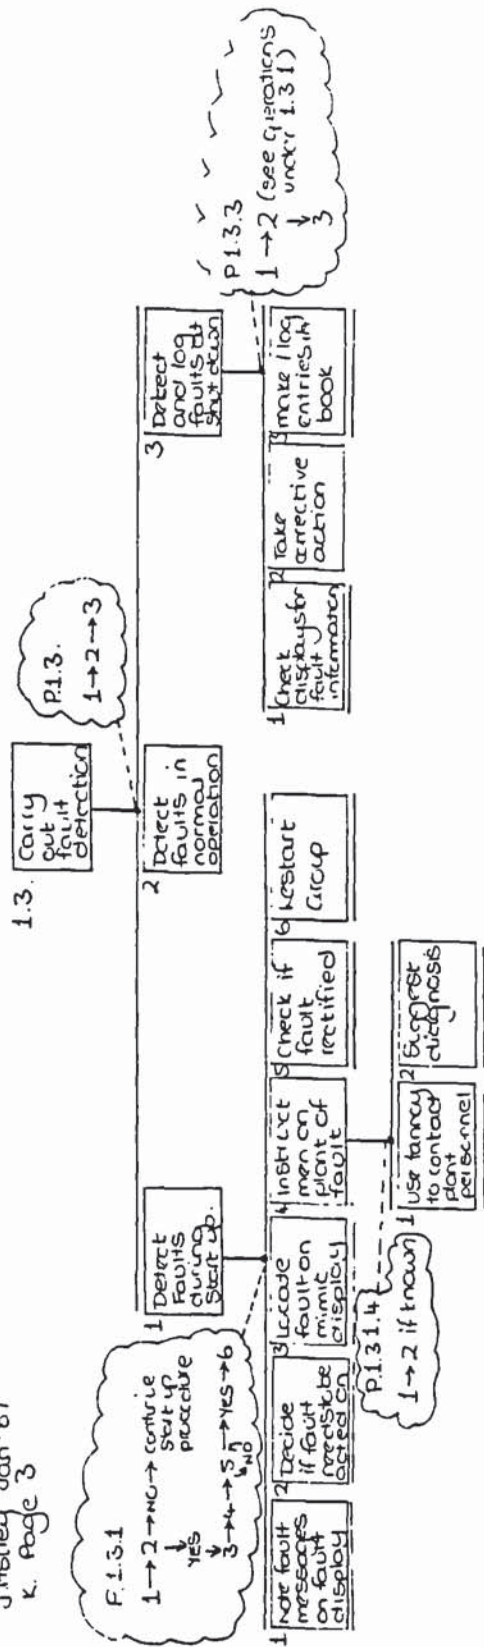 J.Astley Jan '87
K. Page 3
1.3.
Carry
out
fault
detection
P.1.3.
1→2→3
1
Detect
Faults
during
Start up.
2
Detect
faults in
normal
operation
3
Detect
and log
faults at
shut down
P.1.3.1
1→2→NO→continue
start up
procedure
↓
YES
↓
3→4→5→YES→6
NO
1
Note fault
messages
on fault
display
2
Decide
if fault
needs to be
acted on
3
Locate
fault on
mimic
display
4
Instruct
men on
plant of
fault
5
Check if
fault
rectified
6
Restart
Group
P.1.3.1.4
1→2 if known
1
Use tannoy
to contact
plant
personnel
2
Suggest
diagnosis
P1.3.3
1→2 (see operations
under 1.3.1)
↓
3
1
Check
displays for
fault
information
2
Take
corrective
action
3
make / log
entries in
book